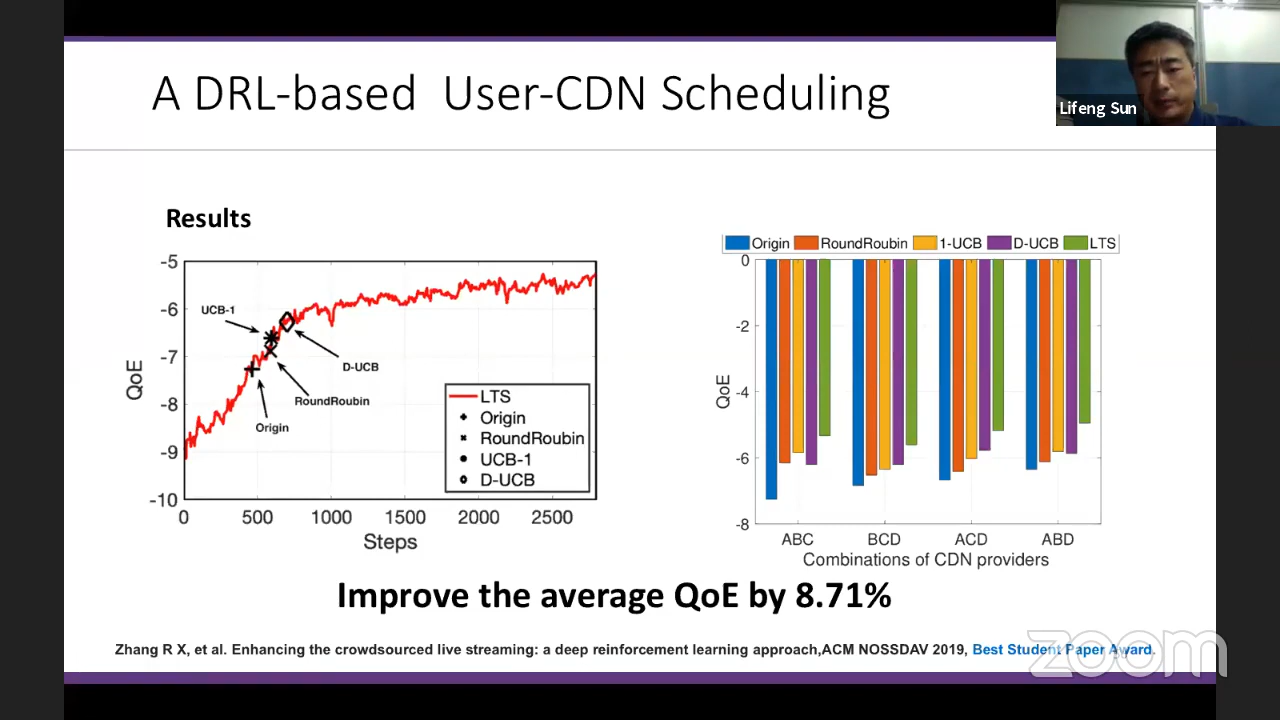 A DRL-based User-CDN Scheduling
Lifeng Sun
Results
-5
-6
-7
-8
-9
-10
QoE
0 500 1000 1500 2000 2500
Steps
UCB-1
D-UCB
RoundRobin
Origin
LTS
Origin
RoundRobin
UCB-1
D-UCB
Origin RoundRubin 1-UCB D-UCB LTS
0
-2
-4
-6
-8
QoE
ABC BCD ACD ABD
Combinations of CDN providers
Improve the average QoE by 8.71%
Zhang R X, et al. Enhancing the crowdsourced live streaming: a deep reinforcement learning approach,ACM NOSSDAV 2019, Best Student Paper Award.
zoom